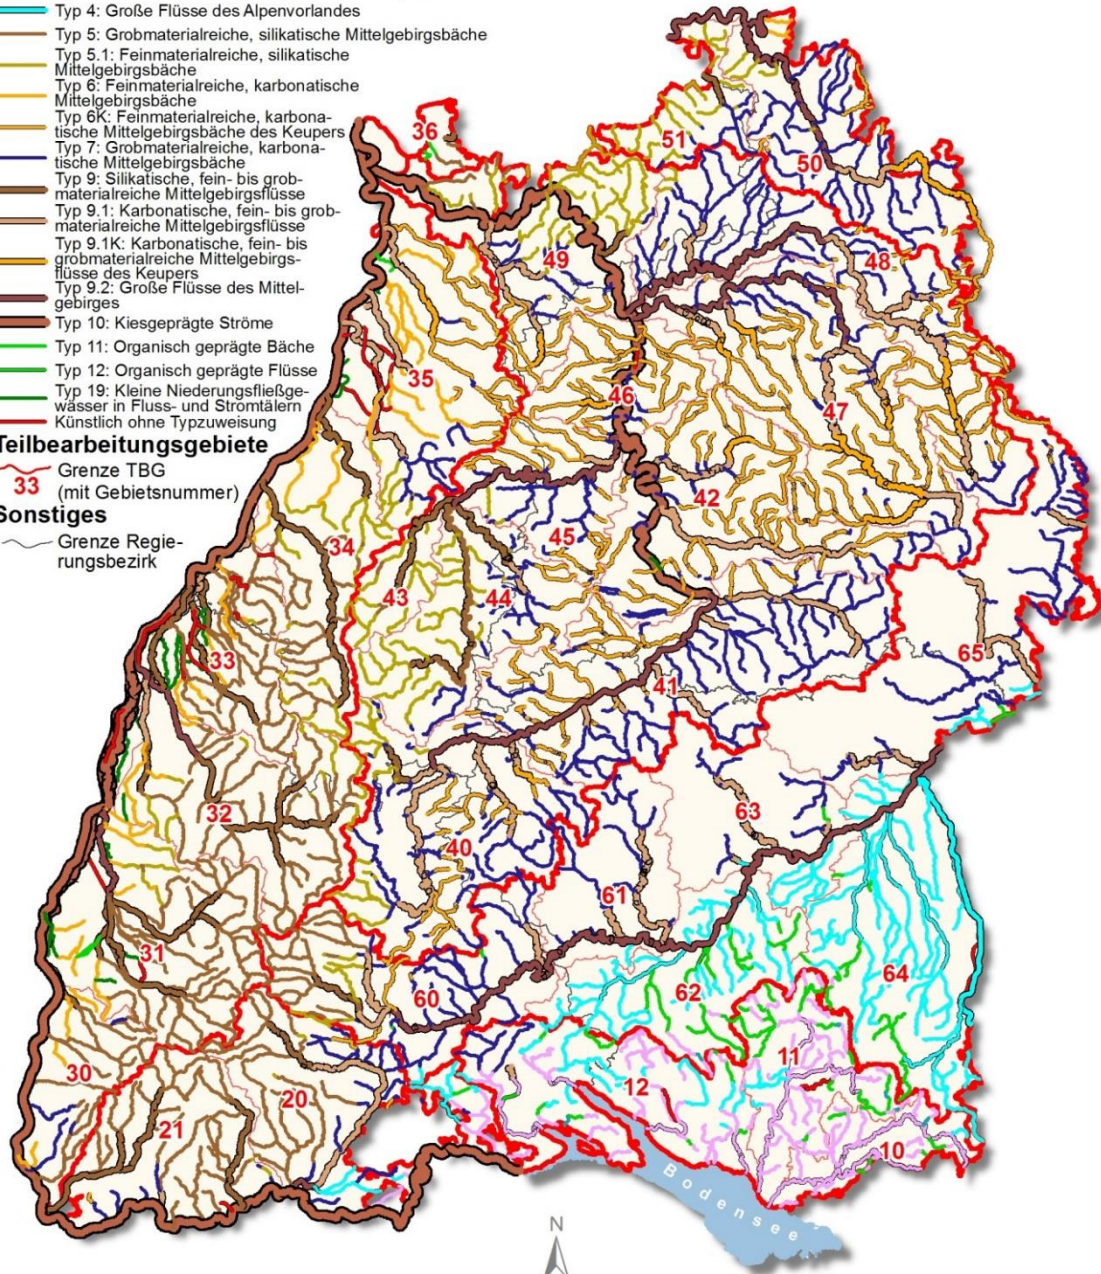 Typ 4: Große Flüsse des Alpenvorlandes
Typ 5: Grobmaterialreiche, silikatische Mittelgebirgsbäche
Typ 5.1: Feinmaterialreiche, silikatische
Mittelgebirgsbäche
Typ 6: Feinmaterialreiche, karbonatische
Mittelgebirgsbäche
Typ 6K: Feinmaterialreiche, karbona-
tische Mittelgebirgsbäche des Keupers
Typ 7: Grobmaterialreiche, karbona-
tische Mittelgebirgsbäche
Typ 9: Silikatische, fein- bis grob-
materialreiche Mittelgebirgsflüsse
Typ 9.1: Karbonatische, fein- bis grob-
materialreiche Mittelgebirgsflüsse
Typ 9.1K: Karbonatische, fein- bis
grobmaterialreiche Mittelgebirgs-
flüsse des Keupers
Typ 9.2: Große Flüsse des Mittel-
gebirges
Typ 10: Kiesgeprägte Ströme
Typ 11: Organisch geprägte Bäche
Typ 12: Organisch geprägte Flüsse
Typ 19: Kleine Niederungsfließge-
wässer in Fluss- und Stromtälern
Künstlich ohne Typzuweisung
Teilbearbeitungsgebiete
Grenze TBG
33 (mit Gebietsnummer)
Sonstiges
Grenze Regie-
rungsbezirk
36
51
50
49
48
35
46
47
42
34
45
43
44
33
65
41
32
63
40
61
31
64
60
62
30
11
12
20
21
10
Bodensee
N